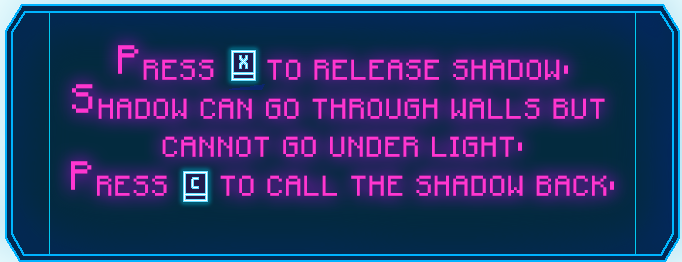 Press X to release shadow.
Shadow can go through walls but
cannot go under light.
Press C to call the shadow back.